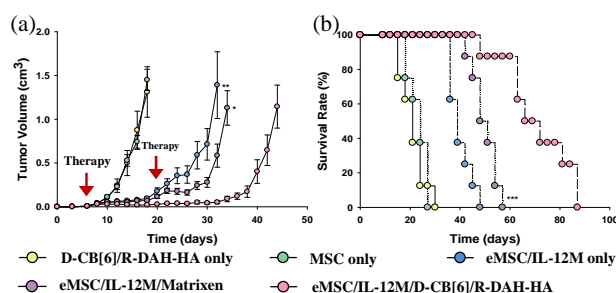 (a)
(b)
Tumor Volume (cm3)
2.0
1.5
1.0
0.5
0.0
Therapy
Therapy
**
*
0 10 20 30 40 50
Time (days)
Survival Rate (%)
100
80
60
40
20
0
***
0 20 40 60 80 100
Time (days)
D-CB[6]/R-DAH-HA only
MSC only
eMSC/IL-12M only
eMSC/IL-12M/Matrixen
eMSC/IL-12M/D-CB[6]/R-DAH-HA